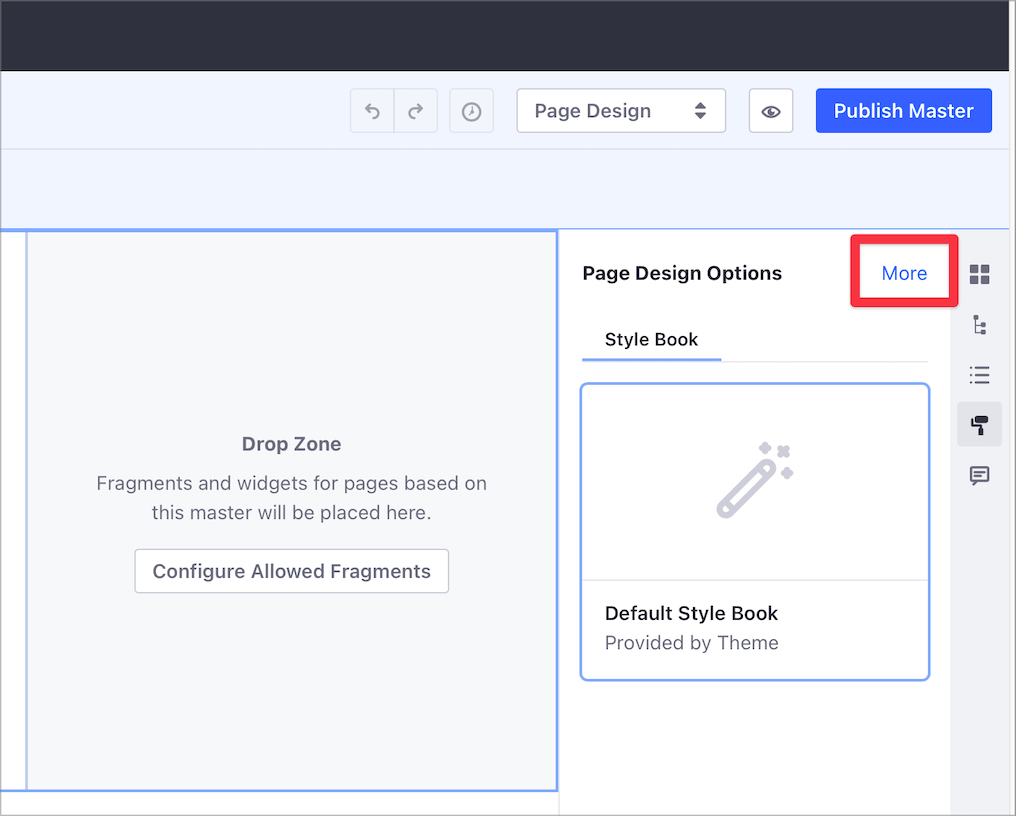 Page Design
Publish Master
Page Design Options
More
Style Book
Drop Zone
Fragments and widgets for pages based on
this master will be placed here.
Configure Allowed Fragments
Default Style Book
Provided by Theme